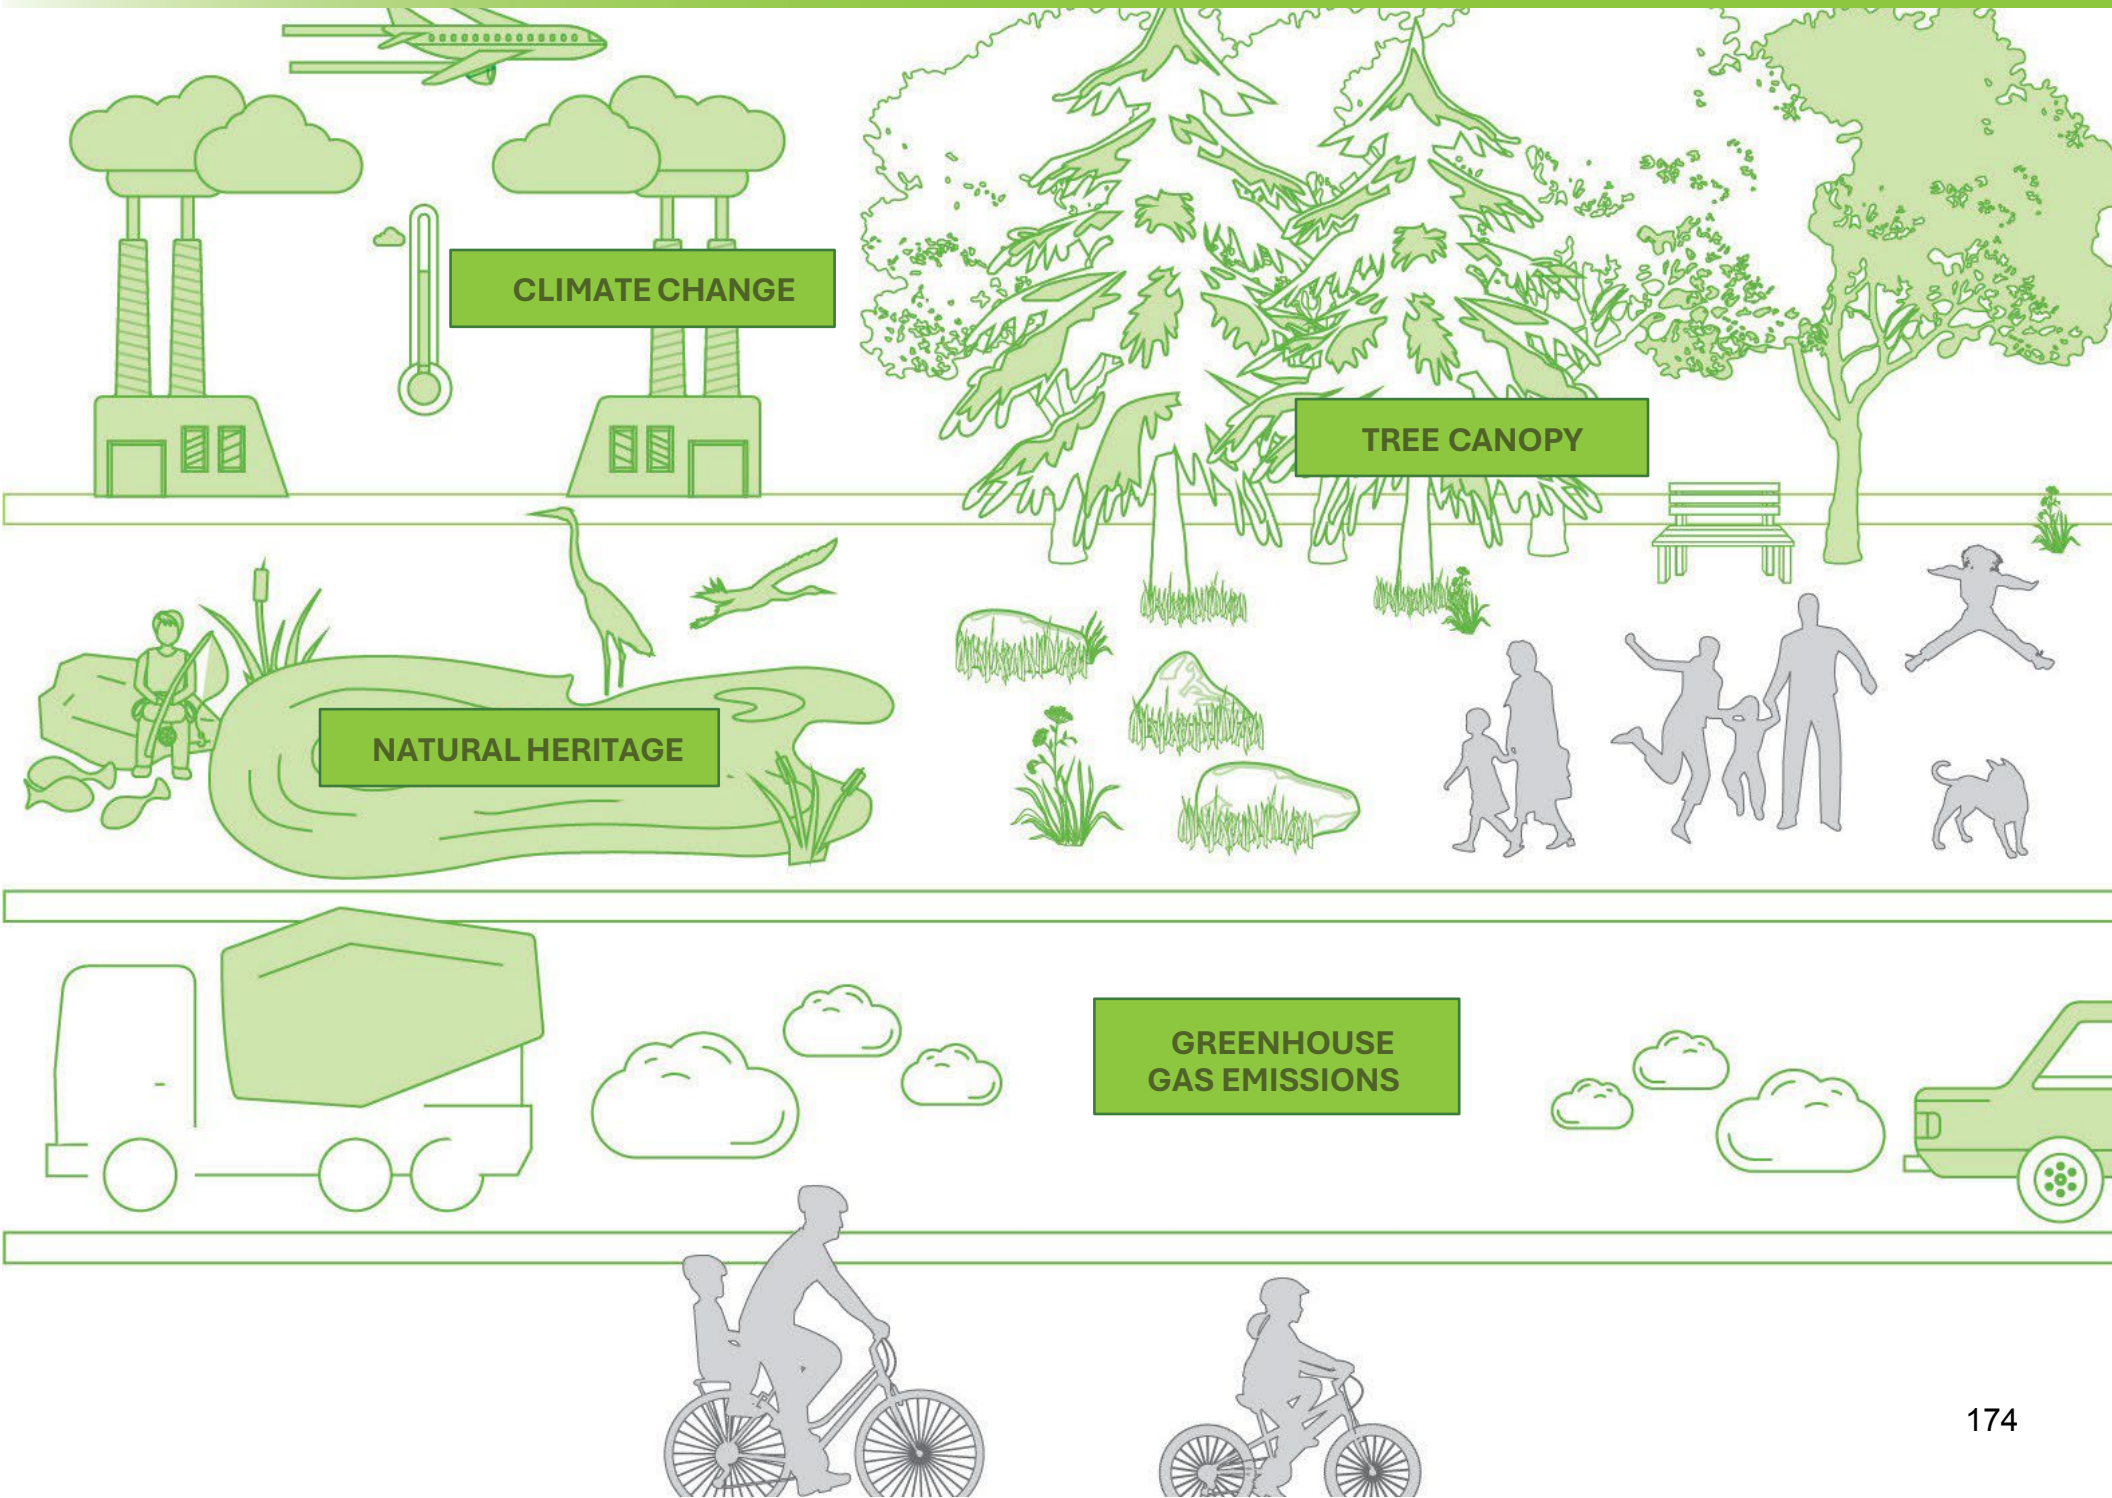 CLIMATE CHANGE
TREE CANOPY
NATURAL HERITAGE
GREENHOUSE
GAS EMISSIONS
174